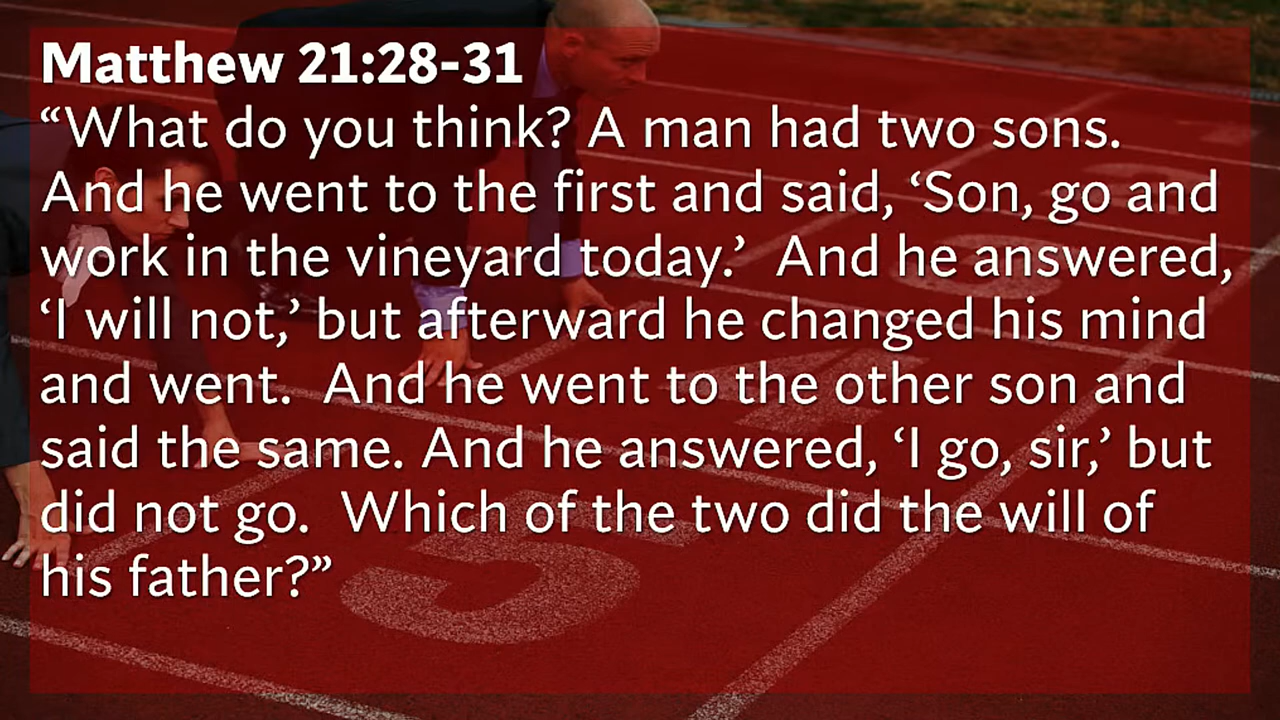 Matthew 21:28-31
“What do you think? A man had two sons.
And he went to the first and said, ‘Son, go and
work in the vineyard today.’  And he answered,
‘I will not,’ but afterward he changed his mind
and went.  And he went to the other son and
said the same. And he answered, ‘I go, sir,’ but
did not go.  Which of the two did the will of
his father?”
5